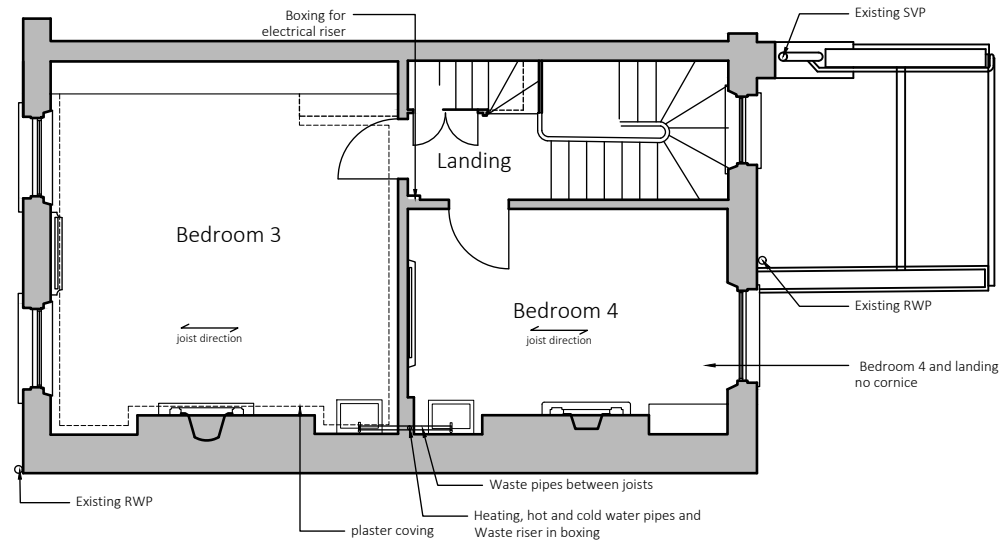 Boxing for
electrical riser
Existing SVP
Landing
Bedroom 3
Bedroom 4
joist direction
joist direction
Existing RWP
Bedroom 4 and landing
no cornice
Waste pipes between joists
Existing RWP
plaster coving
Heating, hot and cold water pipes and
Waste riser in boxing